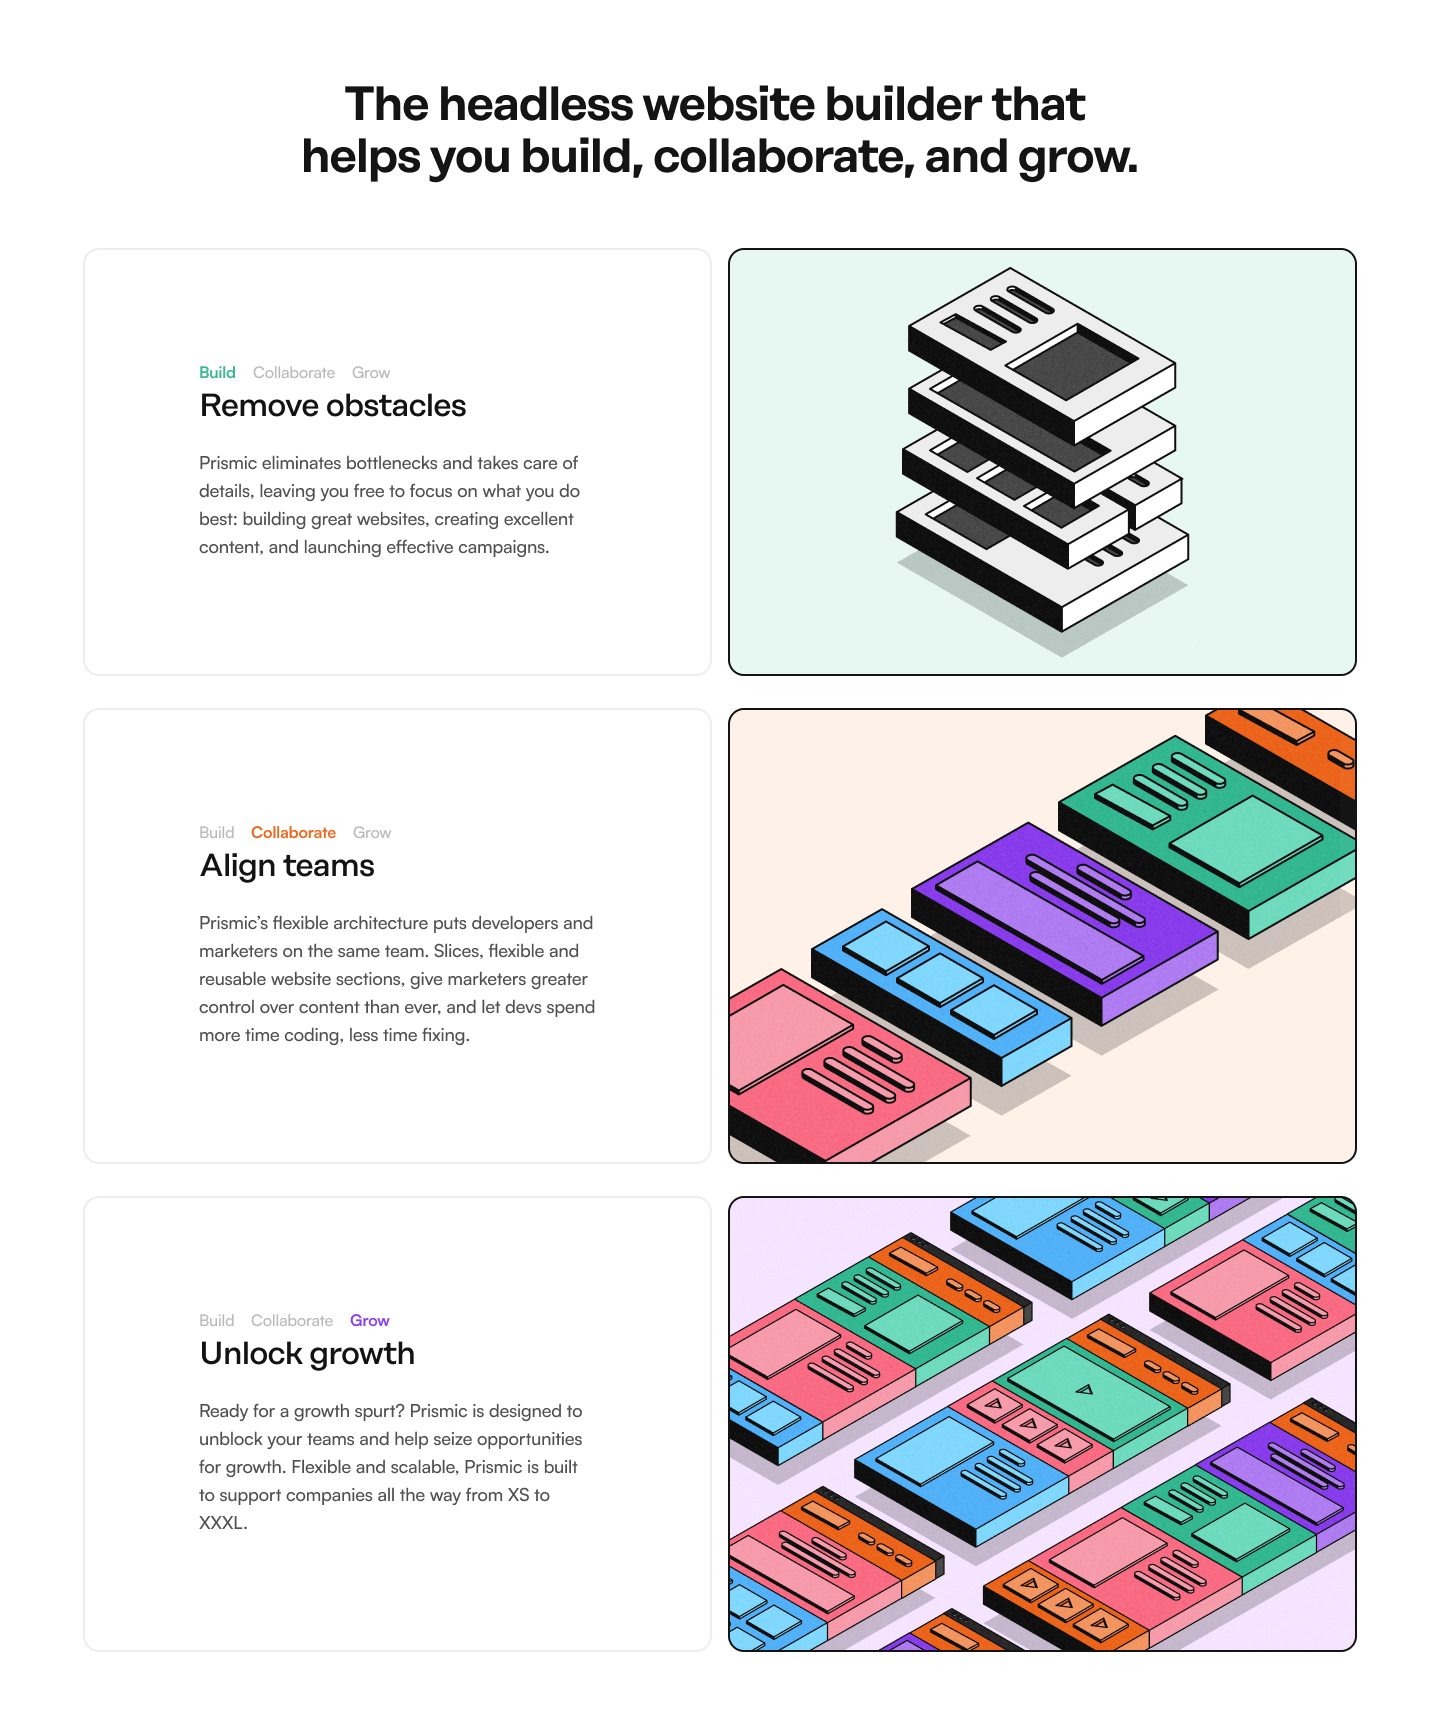 The headless website builder that
helps you build, collaborate, and grow.
Build Collaborate Grow
Remove obstacles
Prismic eliminates bottlenecks and takes care of
details, leaving you free to focus on what you do
best: building great websites, creating excellent
content, and launching effective campaigns.
Build Collaborate Grow
Align teams
Prismic’s flexible architecture puts developers and
marketers on the same team. Slices, flexible and
reusable website sections, give marketers greater
control over content than ever, and let devs spend
more time coding, less time fixing.
Build Collaborate Grow
Unlock growth
Ready for a growth spurt? Prismic is designed to
unblock your teams and help seize opportunities
for growth. Flexible and scalable, Prismic is built
to support companies all the way from XS to
XXXL.